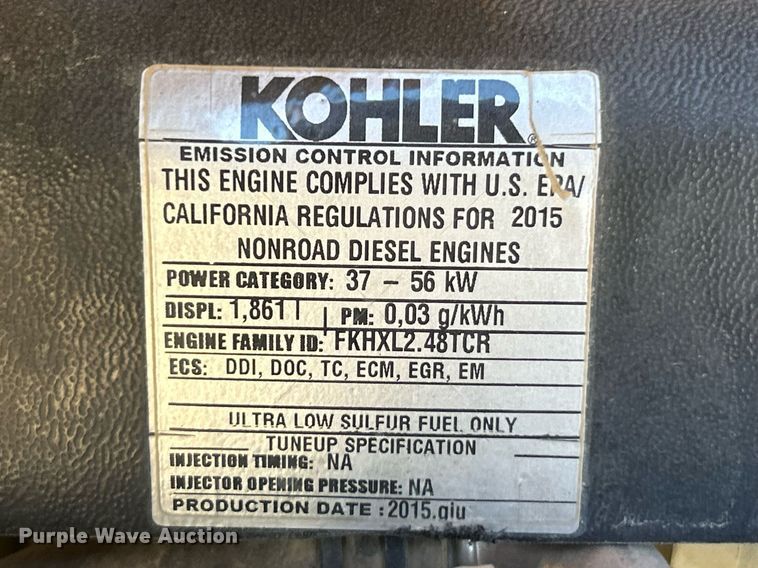 KOHLER®
EMISSION CONTROL INFORMATION
THIS ENGINE COMPLIES WITH U.S. EPA/
CALIFORNIA REGULATIONS FOR 2015
NONROAD DIESEL ENGINES
POWER CATEGORY: 37 – 56 kW
DISPL: 1,861 l | PM: 0,03 g/kWh
ENGINE FAMILY ID: FKHXL2.48TCR
ECS: DDI, DOC, TC, ECM, EGR, EM
ULTRA LOW SULFUR FUEL ONLY
TUNEUP SPECIFICATION
INJECTION TIMING: NA
INJECTOR OPENING PRESSURE: NA
PRODUCTION DATE : 2015.giu
Purple Wave Auction